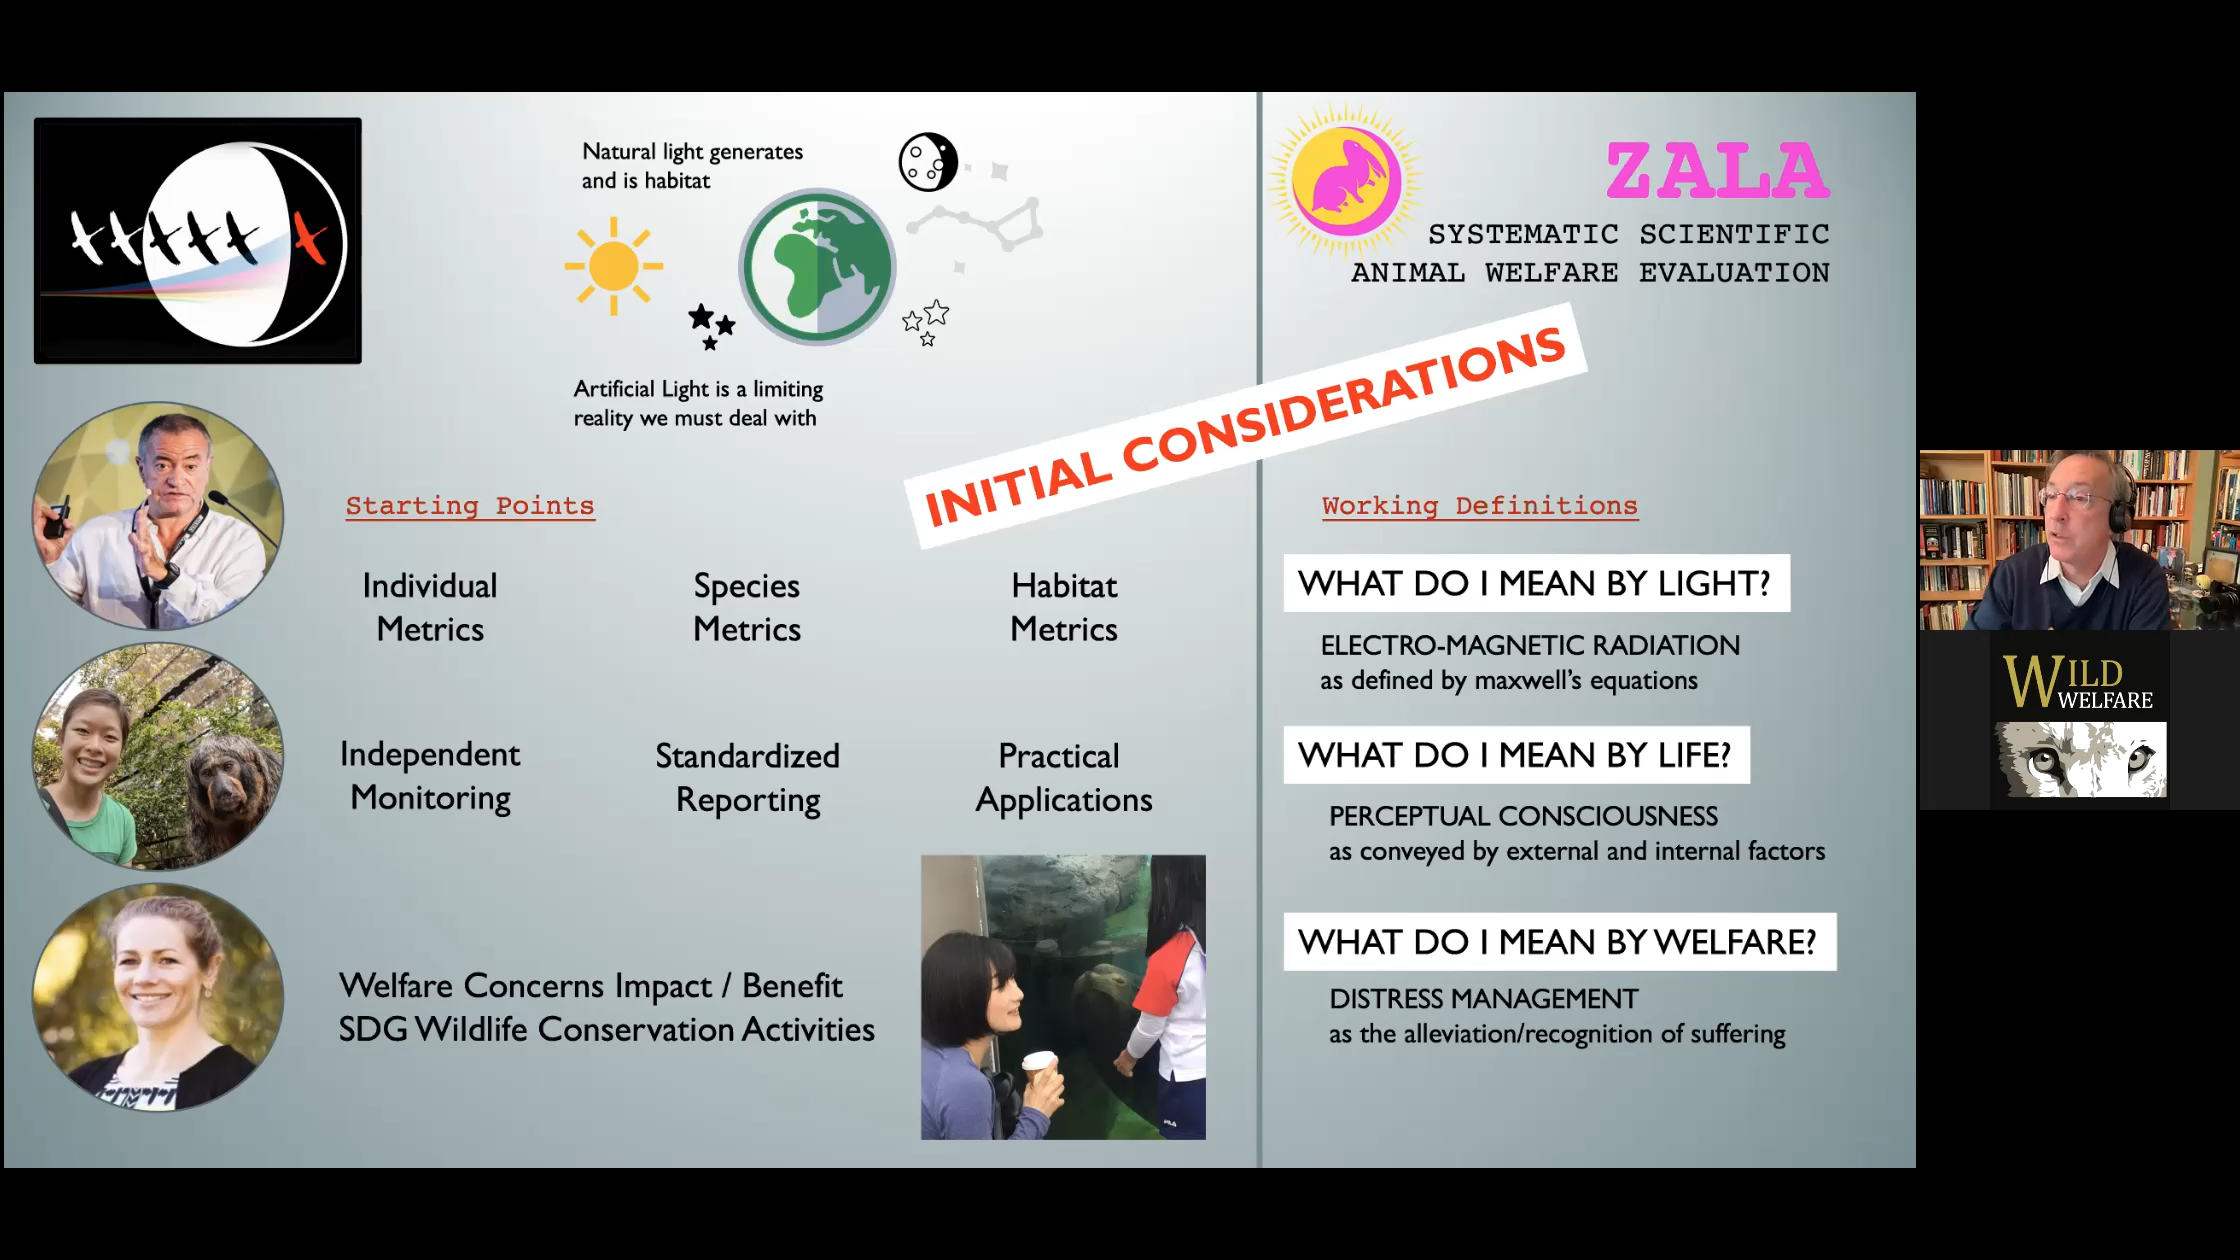 Natural light generates
and is habitat
Artificial Light is a limiting
reality we must deal with
ZALA
SYSTEMATIC SCIENTIFIC
ANIMAL WELFARE EVALUATION
INITIAL CONSIDERATIONS
Starting Points
Individual
Metrics
Species
Metrics
Habitat
Metrics
Independent
Monitoring
Standardized
Reporting
Practical
Applications
Welfare Concerns Impact / Benefit
SDG Wildlife Conservation Activities
FILA
Working Definitions
WHAT DO I MEAN BY LIGHT?
ELECTRO-MAGNETIC RADIATION
as defined by maxwell's equations
WHAT DO I MEAN BY LIFE?
PERCEPTUAL CONSCIOUSNESS
as conveyed by external and internal factors
WHAT DO I MEAN BY WELFARE?
DISTRESS MANAGEMENT
as the alleviation/recognition of suffering
WILD
WELFARE